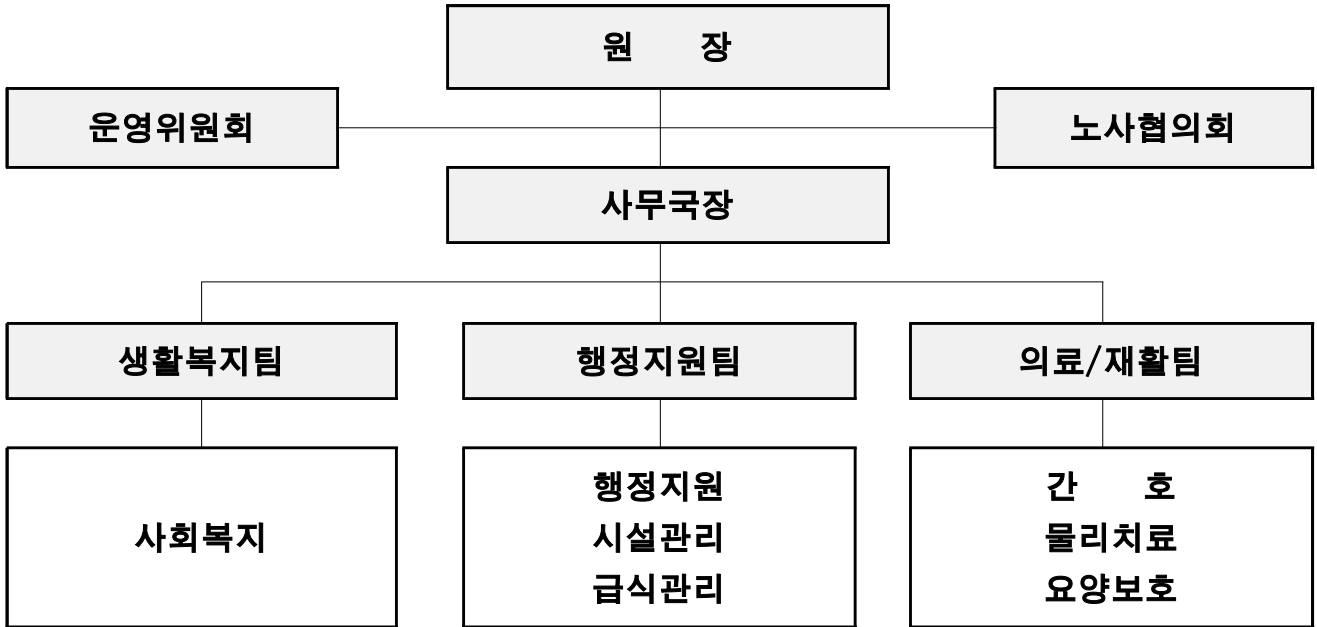 원 장
운영위원회
노사협의회
사무국장
생활복지팀
행정지원팀
의료/재활팀
사회복지
행정지원
시설관리
급식관리
간 호
물리치료
요양보호